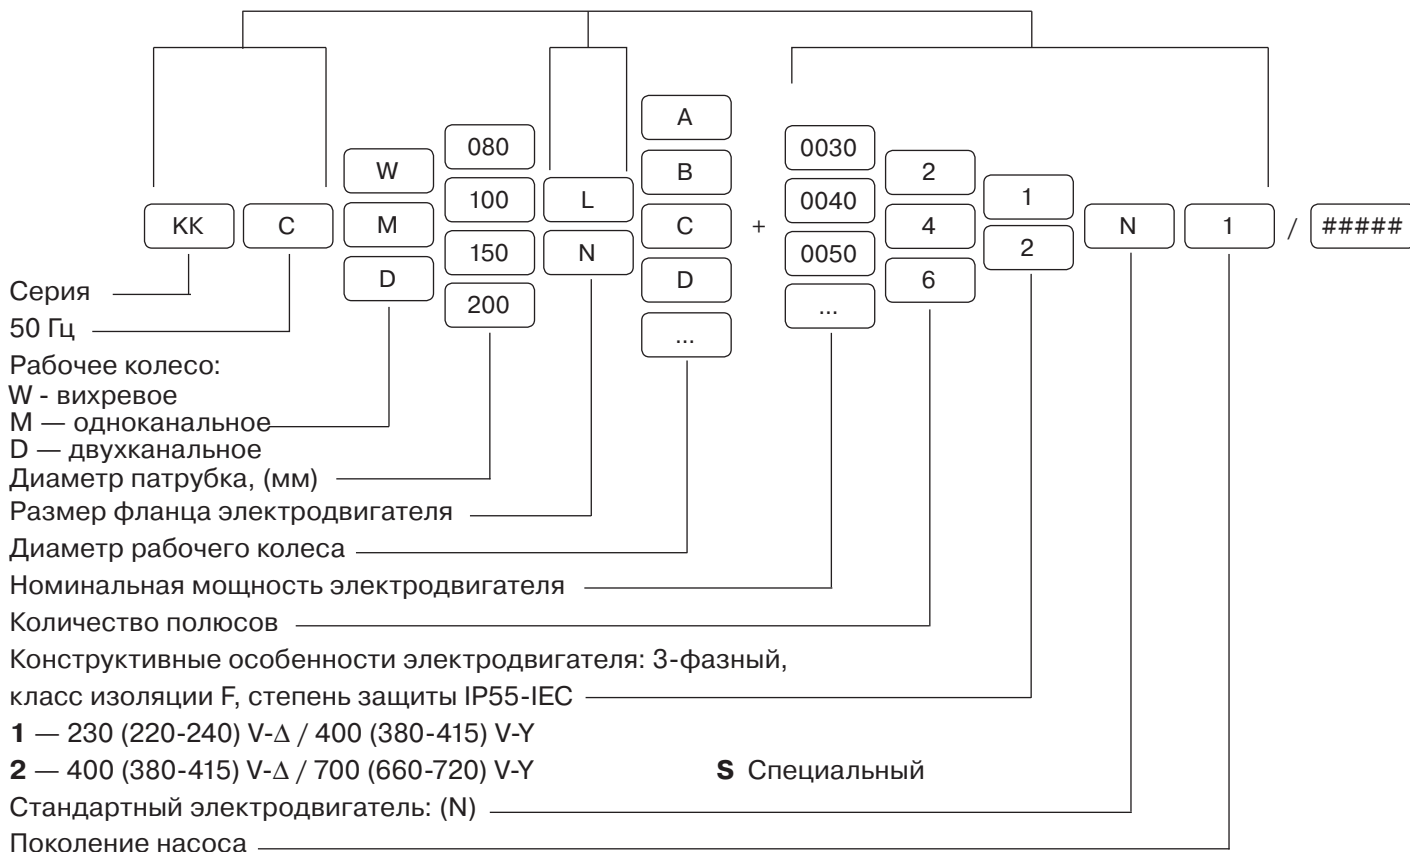 A
080
0030
W
B
2
100
L
0040
1
KK
C
M
C
+
4
N
1
/
#####
150
N
0050
2
D
D
6
200
...
...
Серия
50 Гц
Рабочее колесо:
W - вихревое
M — одноканальное
D — двухканальное
Диаметр патрубка, (мм)
Размер фланца электродвигателя
Диаметр рабочего колеса
Номинальная мощность электродвигателя
Количество полюсов
Конструктивные особенности электродвигателя: 3-фазный,
класс изоляции F, степень защиты IP55-IEC
1 — 230 (220-240) V-Δ / 400 (380-415) V-Y
2 — 400 (380-415) V-Δ / 700 (660-720) V-Y
S Специальный
Стандартный электродвигатель: (N)
Поколение насоса